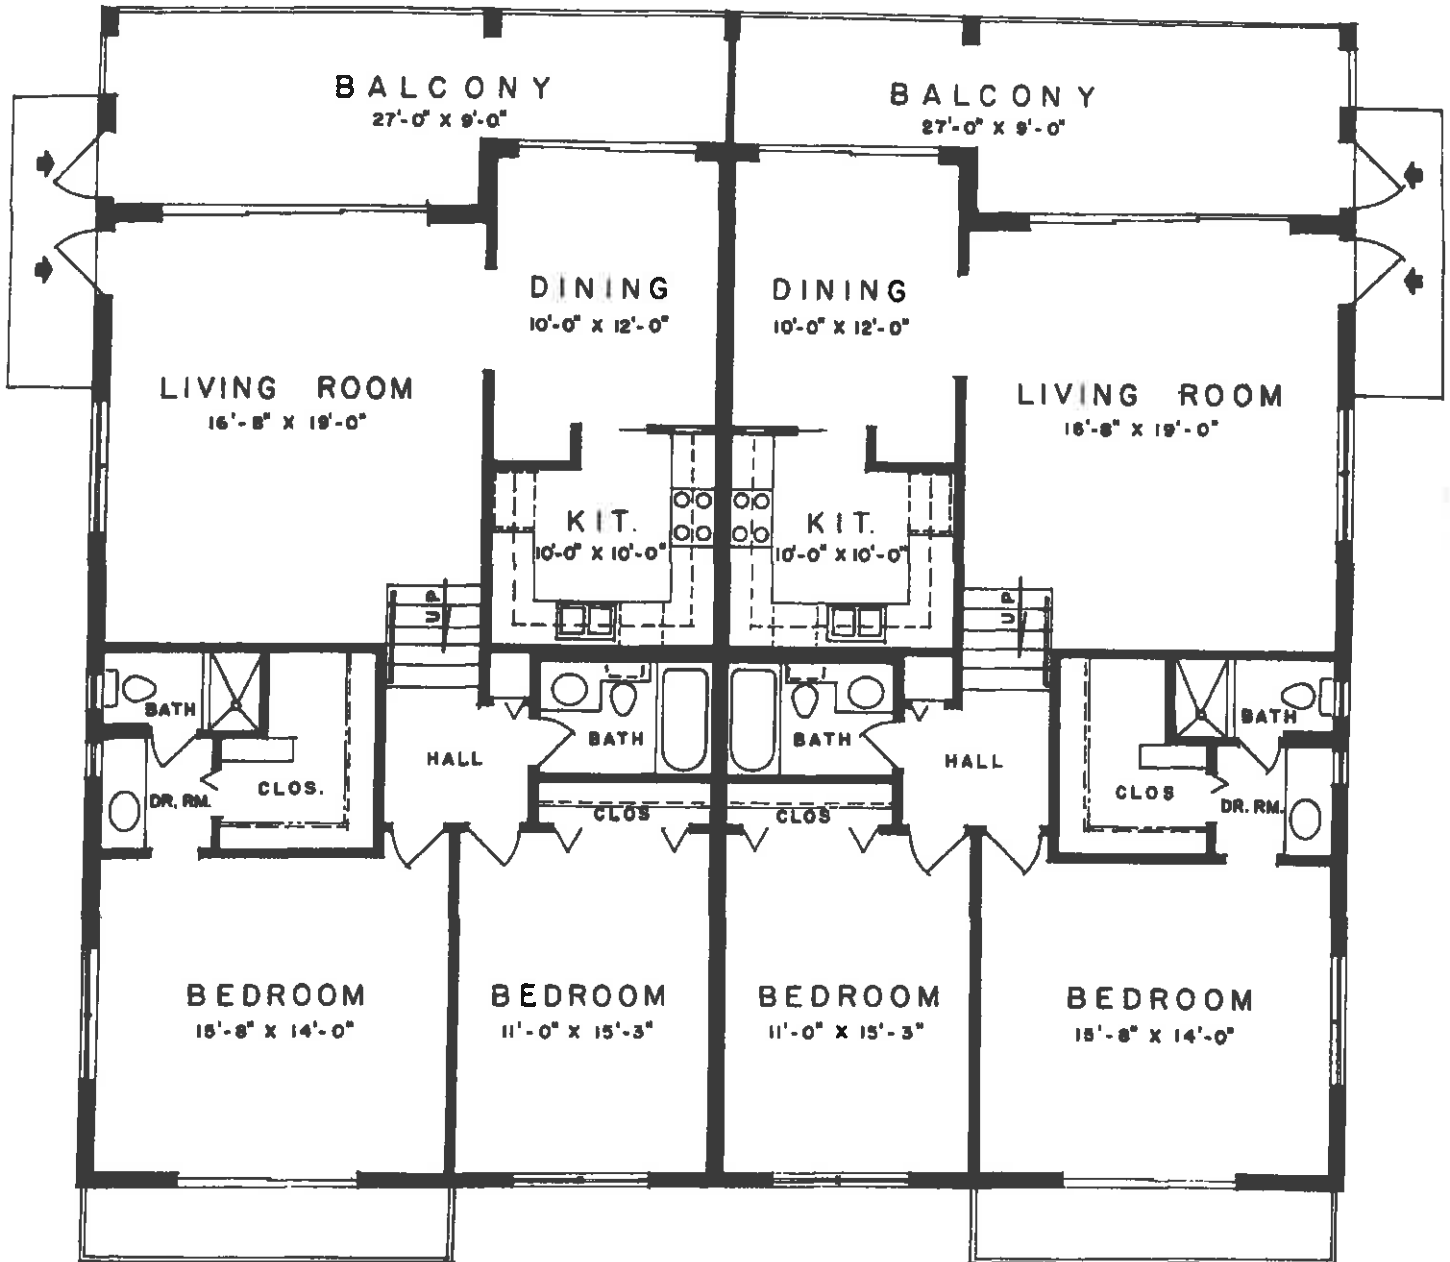 BALCONY
27'-0" X 9'-0"
BALCONY
27'-0" X 9'-0"
DINING
10'-0" X 12'-0"
DINING
10'-0" X 12'-0"
LIVING ROOM
16'-8" X 19'-0"
LIVING ROOM
16'-8" X 19'-0"
KIT.
10'-0" X 10'-0"
KIT.
10'-0" X 10'-0"
UP
UP
BATH
BATH
BATH
BATH
HALL
HALL
DR. RM.
CLOS.
CLOS
CLOS
CLOS
DR. RM.
BEDROOM
15'-8" X 14'-0"
BEDROOM
11'-0" X 15'-3"
BEDROOM
11'-0" X 15'-3"
BEDROOM
15'-8" X 14'-0"